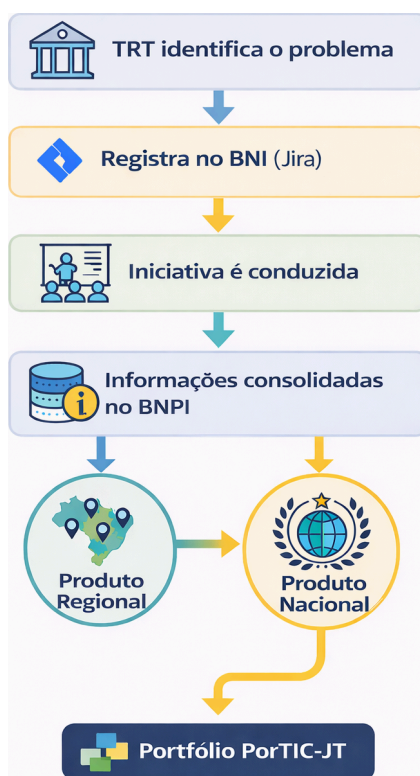 TRT identifica o problema
Registra no BNI (Jira)
Iniciativa é conduzida
Informações consolidadas
no BNPI
Produto
Regional
Produto
Nacional
Portfólio PorTIC-JT